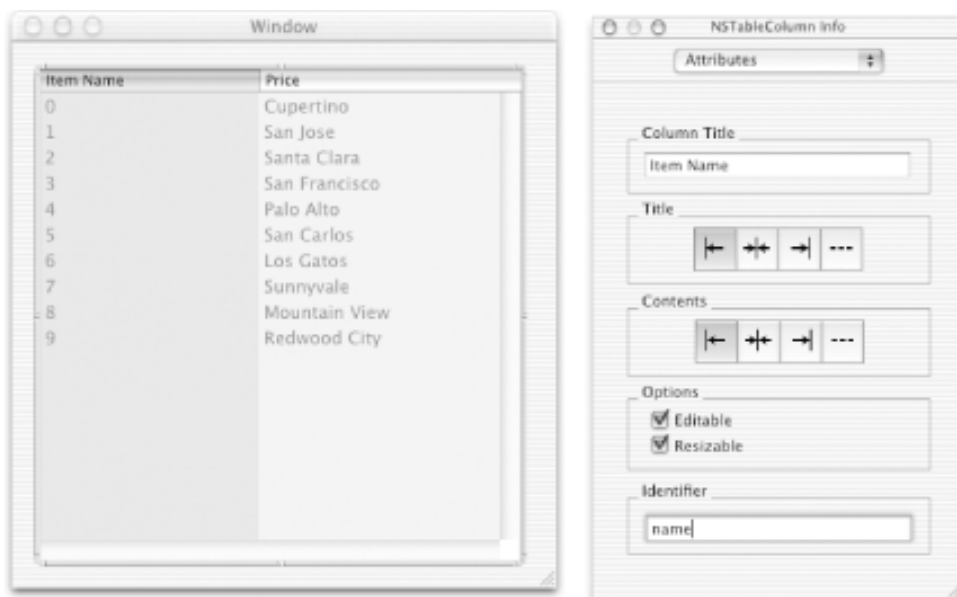 Window
Item Name Price
0 Cupertino
1 San Jose
2 Santa Clara
3 San Francisco
4 Palo Alto
5 San Carlos
6 Los Gatos
7 Sunnyvale
8 Mountain View
9 Redwood City
NSTableColumn Info
Attributes
Column Title
Item Name
Title
Contents
Options
Editable
Resizable
Identifier
name